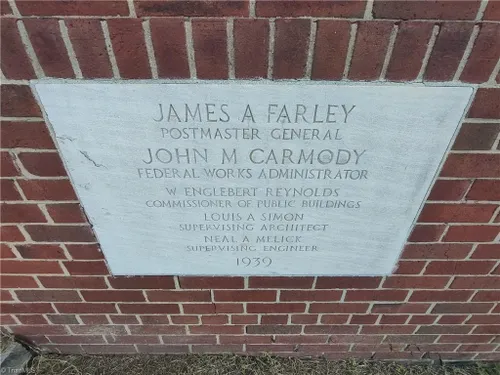 JAMES A FARLEY
POSTMASTER GENERAL
JOHN M CARMODY
FEDERAL WORKS ADMINISTRATOR
W ENGLEBERT REYNOLDS
COMMISSIONER OF PUBLIC BUILDINGS
LOUIS A SIMON
SUPERVISING ARCHITECT
NEAL A MELICK
SUPERVISING ENGINEER
1939